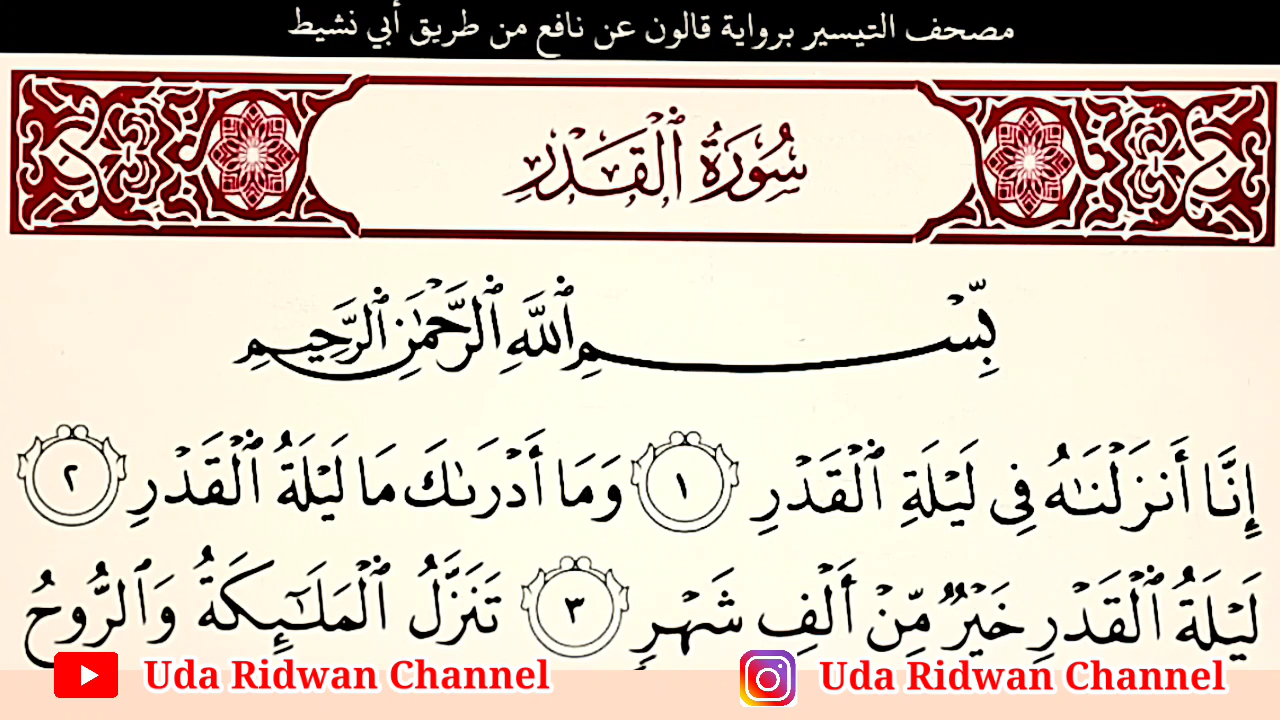 مصحف التيسير برواية قالون عن نافع من طريق أبي نشيط
سُورَةُ ٱلْقَدْرِ
بِّسْمِ ٱللَّهِ ٱلرَّحْمَٰنِ ٱلرَّحِيمِ
إِنَّا أَنزَلْنَٰهُ فِى لَيْلَةِ ٱلْقَدْرِ ١ وَمَا أَدْرَىٰكَ مَا لَيْلَةُ ٱلْقَدْرِ ٢
لَيْلَةُ ٱلْقَدْرِ خَيْرٌ مِّنْ أَلْفِ شَهْرٍ ٣ تَنَزَّلُ ٱلْمَلَٰٓئِكَةُ وَٱلرُّوحُ
Uda Ridwan Channel Uda Ridwan Channel